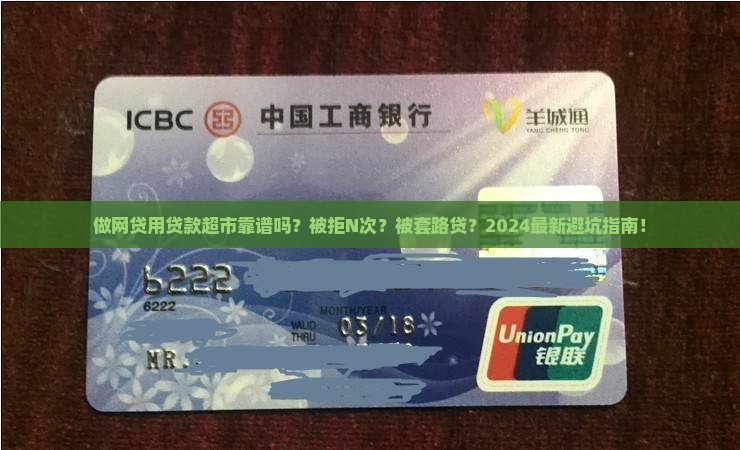 ICBC 中国工商银行 羊城通
YANG CHENG TONG
做网贷用贷款超市靠谱吗？被拒N次？被套路贷？2024最新避坑指南！
6222
6222
MONTH/YEAR
VALID THRU 03/18
UnionPay
银联
MR.